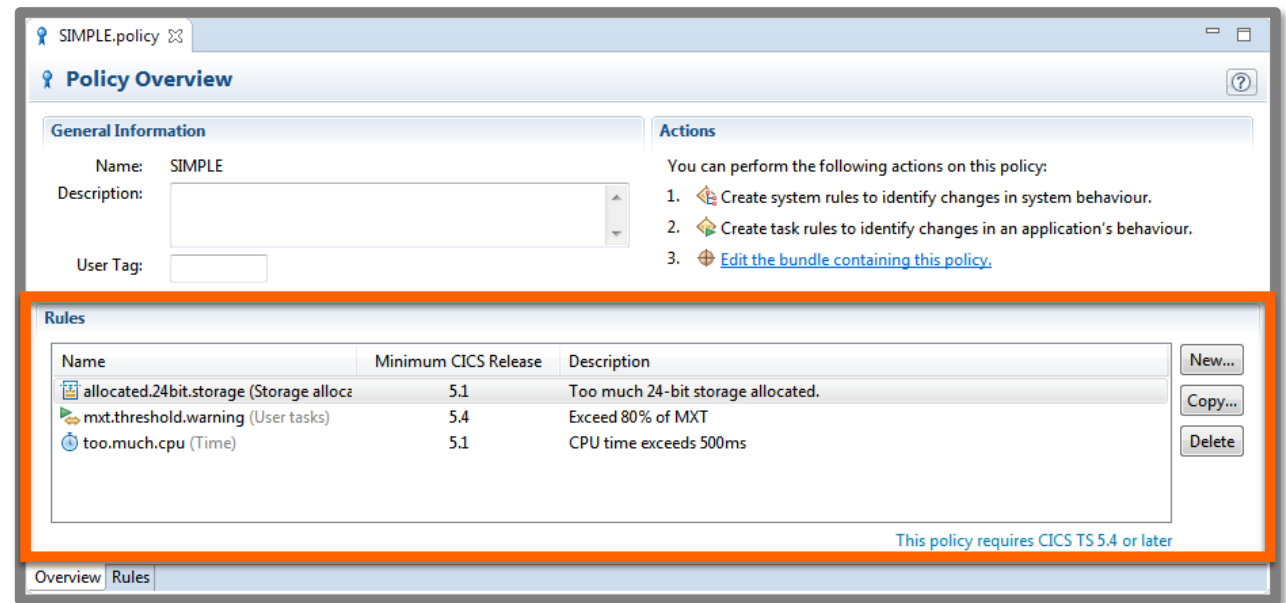 SIMPLE.policy
Policy Overview
General Information
Name: SIMPLE
Description:
User Tag:
Actions
You can perform the following actions on this policy:
1. Create system rules to identify changes in system behaviour.
2. Create task rules to identify changes in an application's behaviour.
3. Edit the bundle containing this policy.
Rules
Name Minimum CICS Release Description
allocated.24bit.storage (Storage alloca 5.1 Too much 24-bit storage allocated.
mxt.threshold.warning (User tasks) 5.4 Exceed 80% of MXT
too.much.cpu (Time) 5.1 CPU time exceeds 500ms
New...
Copy...
Delete
This policy requires CICS TS 5.4 or later
Overview Rules